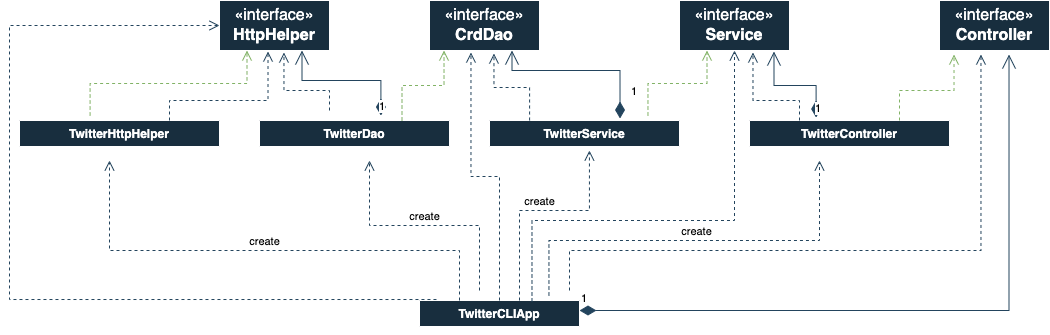 «interface»
HttpHelper
«interface»
CrdDao
«interface»
Service
«interface»
Controller
1
1
1
TwitterHttpHelper
TwitterDao
TwitterService
TwitterController
create
create
create
create
1
TwitterCLIApp